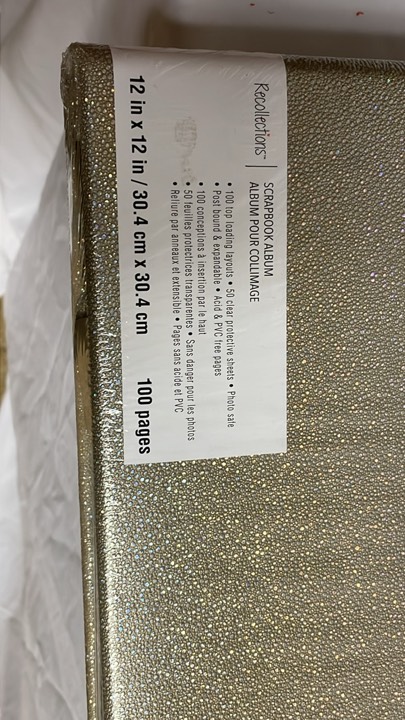 Recollections™
SCRAPBOOK ALBUM
ALBUM POUR COLLIMAGE
• 100 top loading layouts • 50 clear protective sheets • Photo safe
• Post bound & expandable • Acid & PVC free pages
• 100 conceptions à insertion par le haut
• 50 feuilles protectrices transparentes • Sans danger pour les photos
• Reliure par anneaux et extensible • Pages sans acide et PVC
12 in x 12 in / 30.4 cm x 30.4 cm 100 pages